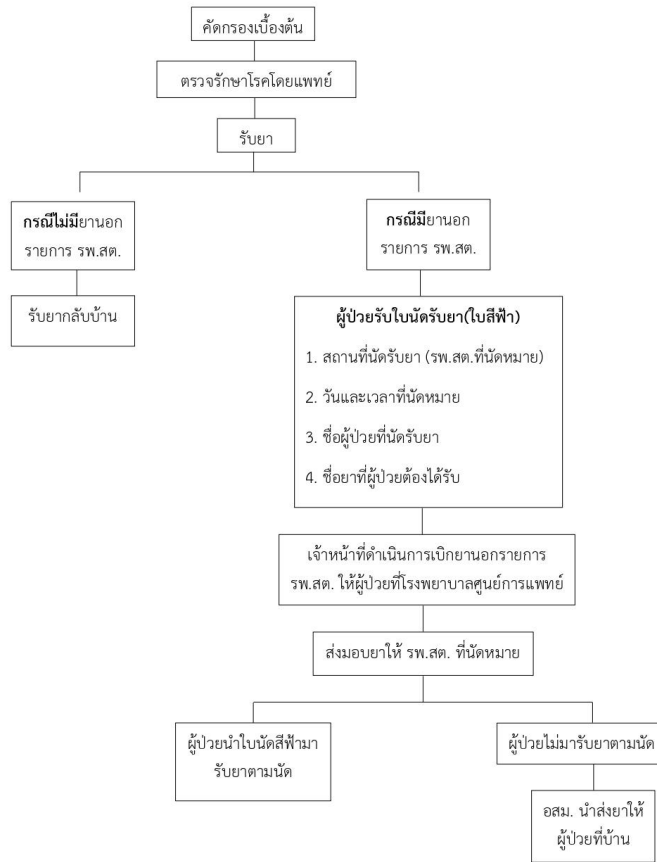 คัดกรองเบื้องต้น
ตรวจรักษาโรคโดยแพทย์
รับยา
กรณีไม่มียานอก
รายการ รพ.สต.
รับยากลับบ้าน
กรณีมียานอก
รายการ รพ.สต.
ผู้ป่วยรับใบนัดรับยา(ใบสีฟ้า)
1. สถานที่นัดรับยา (รพ.สต.ที่นัดหมาย)
2. วันและเวลาที่นัดหมาย
3. ชื่อผู้ป่วยที่นัดรับยา
4. ชื่อยาที่ผู้ป่วยต้องได้รับ
เจ้าหน้าที่ดำเนินการเบิกยานอกรายการ
รพ.สต. ให้ผู้ป่วยที่โรงพยาบาลศูนย์การแพทย์
ส่งมอบยาให้ รพ.สต. ที่นัดหมาย
ผู้ป่วยนำใบนัดสีฟ้ามา
รับยาตามนัด
ผู้ป่วยไม่มารับยาตามนัด
อสม. นำส่งยาให้
ผู้ป่วยที่บ้าน